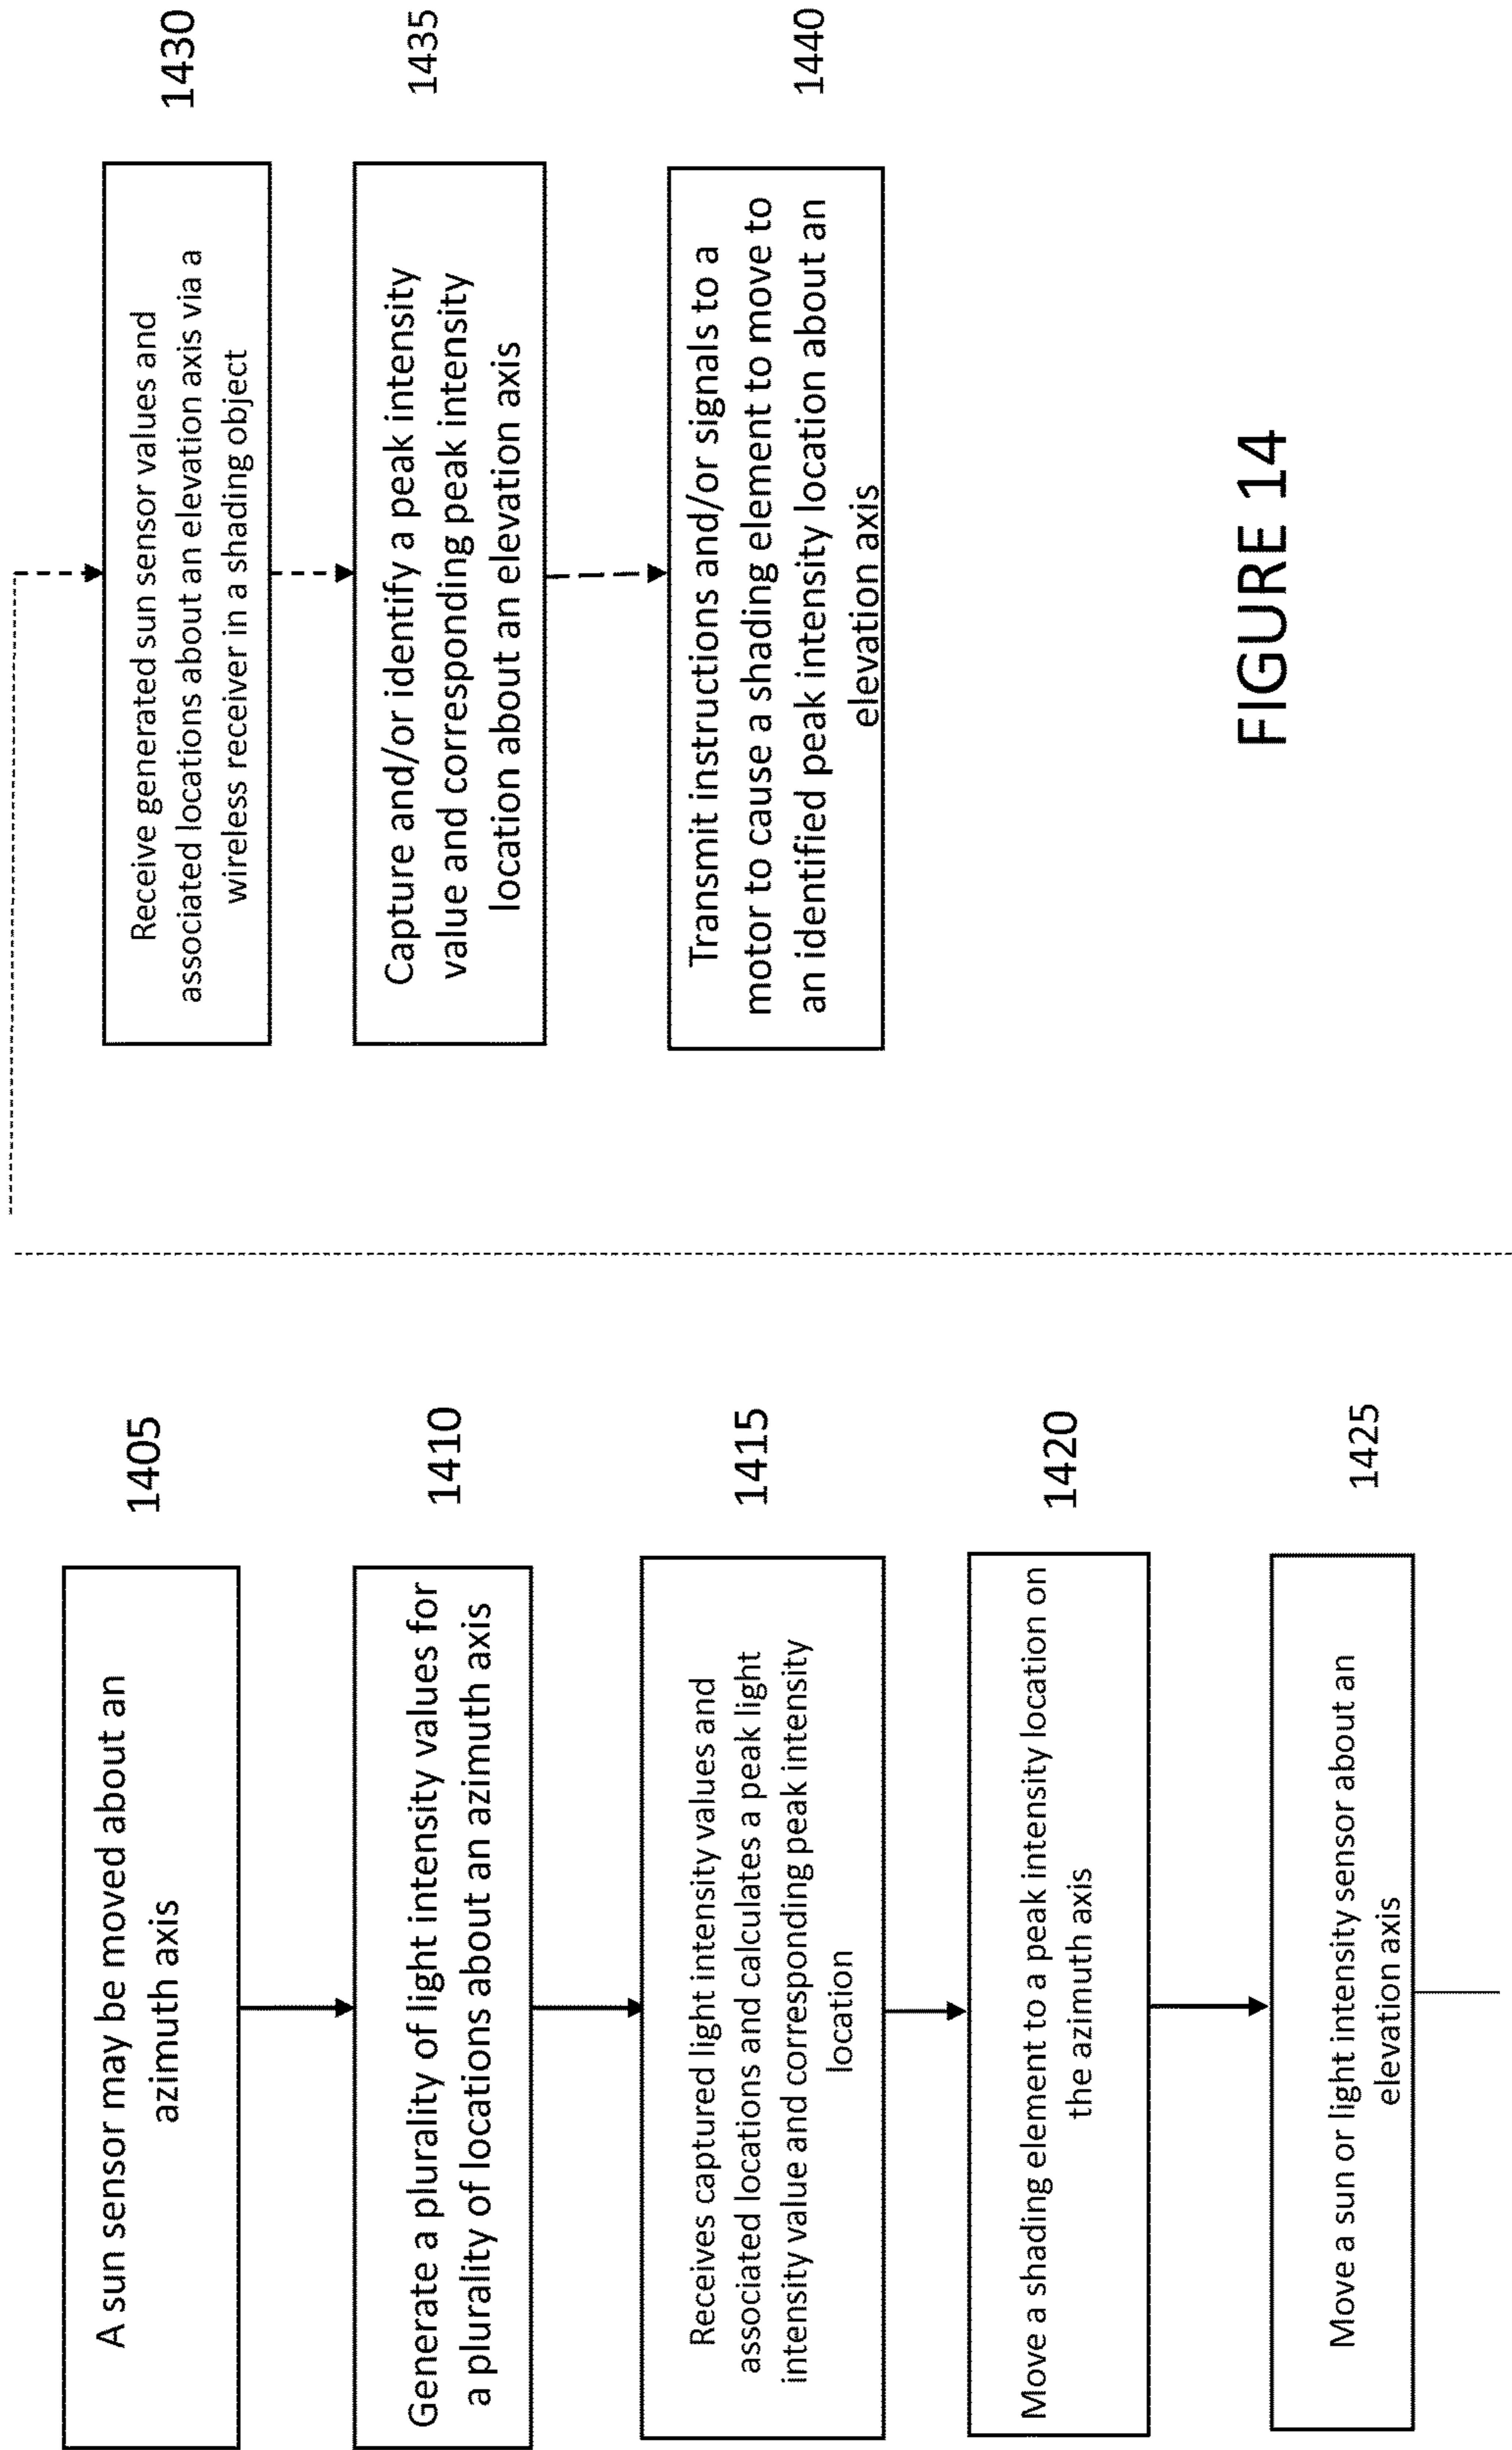 A sun sensor may be moved about an
azimuth axis
1405
Generate a plurality of light intensity values for
a plurality of locations about an azimuth axis
1410
Receives captured light intensity values and
associated locations and calculates a peak light
intensity value and corresponding peak intensity
location
1415
Move a shading element to a peak intensity location on
the azimuth axis
1420
Move a sun or light intensity sensor about an
elevation axis
1425
Receive generated sun sensor values and
associated locations about an elevation axis via a
wireless receiver in a shading object
1430
Capture and/or identify a peak intensity
value and corresponding peak intensity
location about an elevation axis
1435
Transmit instructions and/or signals to a
motor to cause a shading element to move to
an identified peak intensity location about an
elevation axis
1440
FIGURE 14